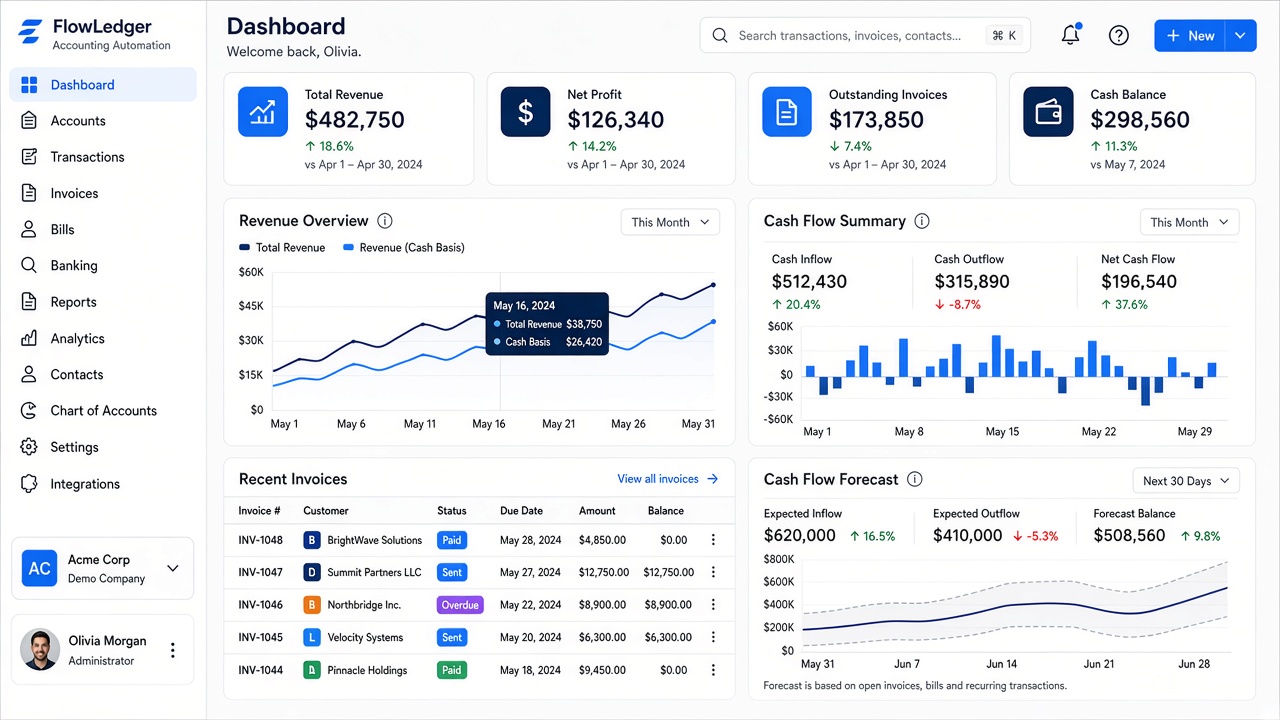 FlowLedger
Accounting Automation
Dashboard
Accounts
Transactions
Invoices
Bills
Banking
Reports
Analytics
Contacts
Chart of Accounts
Settings
Integrations
AC
Acme Corp
Demo Company
Olivia Morgan
Administrator
Dashboard
Welcome back, Olivia.
Search transactions, invoices, contacts...
⌘ K
+ New
Total Revenue
$482,750
↑ 18.6%
vs Apr 1 – Apr 30, 2024
Net Profit
$
$126,340
↑ 14.2%
vs Apr 1 – Apr 30, 2024
Outstanding Invoices
$173,850
↓ 7.4%
vs Apr 1 – Apr 30, 2024
Cash Balance
$298,560
↑ 11.3%
vs May 7, 2024
Revenue Overview
This Month
Total Revenue Revenue (Cash Basis)
$60K
$45K
$30K
$15K
$0
May 16, 2024
Total Revenue $38,750
Cash Basis $26,420
May 1 May 6 May 11 May 16 May 21 May 26 May 31
Cash Flow Summary
This Month
Cash Inflow
$512,430
↑ 20.4%
Cash Outflow
$315,890
↓ -8.7%
Net Cash Flow
$196,540
↑ 37.6%
$60K
$30K
$0
-$30K
-$60K
May 1 May 8 May 15 May 22 May 29
Recent Invoices
View all invoices →
Invoice # Customer Status Due Date Amount Balance
INV-1048 B BrightWave Solutions Paid May 28, 2024 $4,850.00 $0.00
INV-1047 D Summit Partners LLC Sent May 27, 2024 $12,750.00 $12,750.00
INV-1046 B Northbridge Inc. Overdue May 22, 2024 $8,900.00 $8,900.00
INV-1045 L Velocity Systems Sent May 20, 2024 $6,300.00 $6,300.00
INV-1044 Pinnacle Holdings Paid May 18, 2024 $9,450.00 $0.00
Cash Flow Forecast
Next 30 Days
Expected Inflow
$620,000 ↑ 16.5%
Expected Outflow
$410,000 ↓ -5.3%
Forecast Balance
$508,560 ↑ 9.8%
$800K
$600K
$400K
$200K
$0
May 31 Jun 7 Jun 14 Jun 21 Jun 28
Forecast is based on open invoices, bills and recurring transactions.